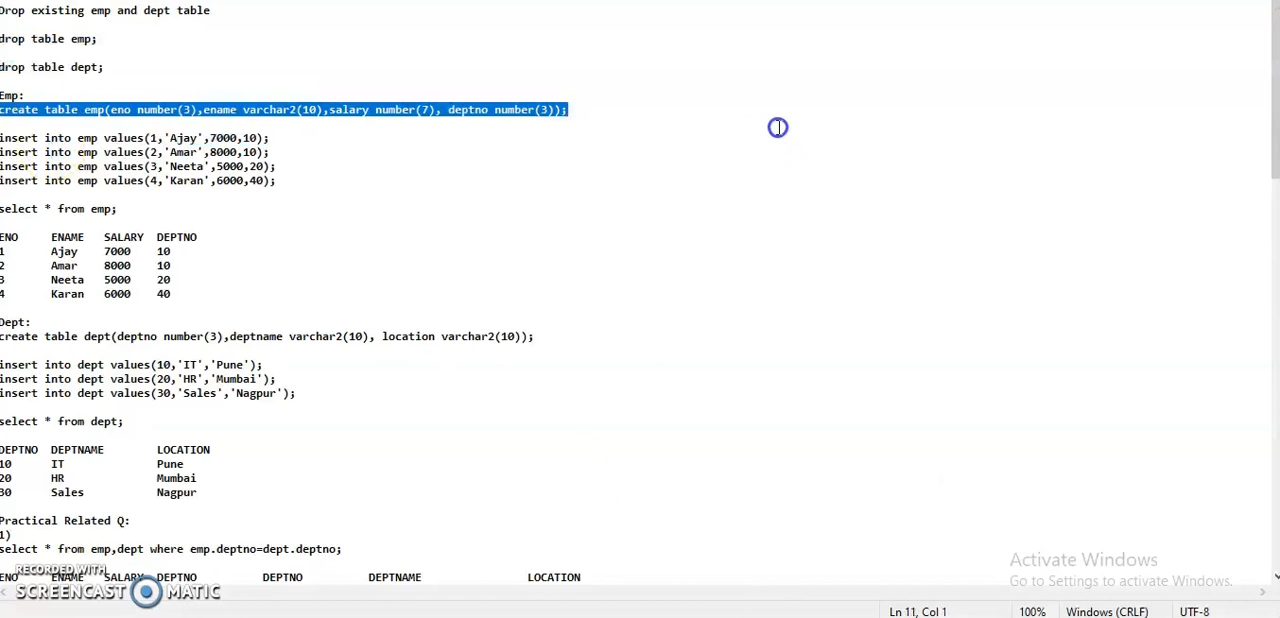 Drop existing emp and dept table
drop table emp;
drop table dept;
Emp:
create table emp(eno number(3),ename varchar2(10),salary number(7), deptno number(3));
insert into emp values(1,'Ajay',7000,10);
insert into emp values(2,'Amar',8000,10);
insert into emp values(3,'Neeta',5000,20);
insert into emp values(4,'Karan',6000,40);
select * from emp;
ENO ENAME SALARY DEPTNO
1 Ajay 7000 10
2 Amar 8000 10
3 Neeta 5000 20
4 Karan 6000 40
Dept:
create table dept(deptno number(3),deptname varchar2(10), location varchar2(10));
insert into dept values(10,'IT','Pune');
insert into dept values(20,'HR','Mumbai');
insert into dept values(30,'Sales','Nagpur');
select * from dept;
DEPTNO DEPTNAME LOCATION
10 IT Pune
20 HR Mumbai
30 Sales Nagpur
Practical Related Q:
1)
select * from emp,dept where emp.deptno=dept.deptno;
ENO ENAME SALARY DEPTNO DEPTNO DEPTNAME LOCATION
RECORDED WITH
SCREENCAST MATIC
Activate Windows
Go to Settings to activate Windows.
Ln 11, Col 1 100% Windows (CRLF) UTF-8